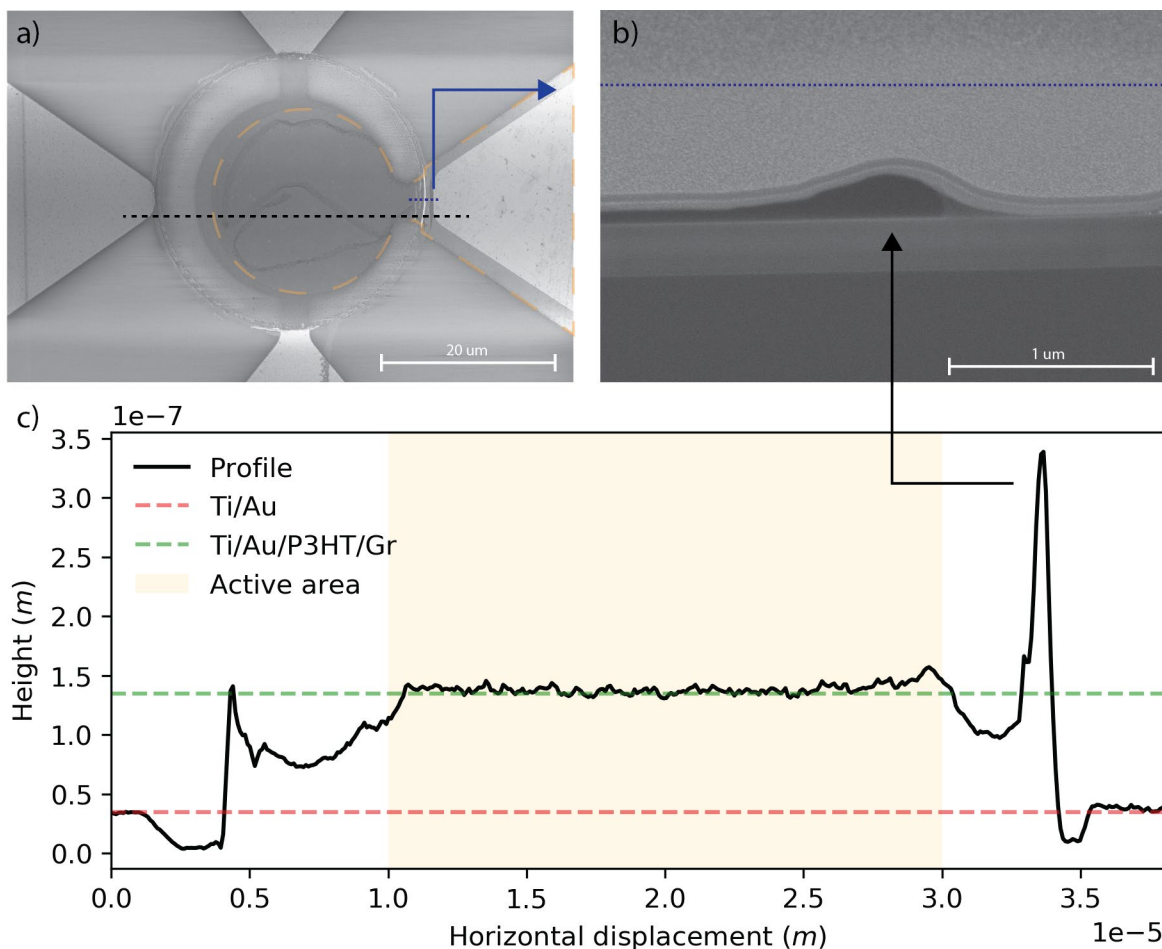 a)
20 um
b)
1 um
c)
1e−7
3.5
3.0
2.5
2.0
1.5
1.0
0.5
0.0
Height (m)
Profile
Ti/Au
Ti/Au/P3HT/Gr
Active area
0.0
0.5
1.0
1.5
2.0
2.5
3.0
3.5
1e−5
Horizontal displacement (m)